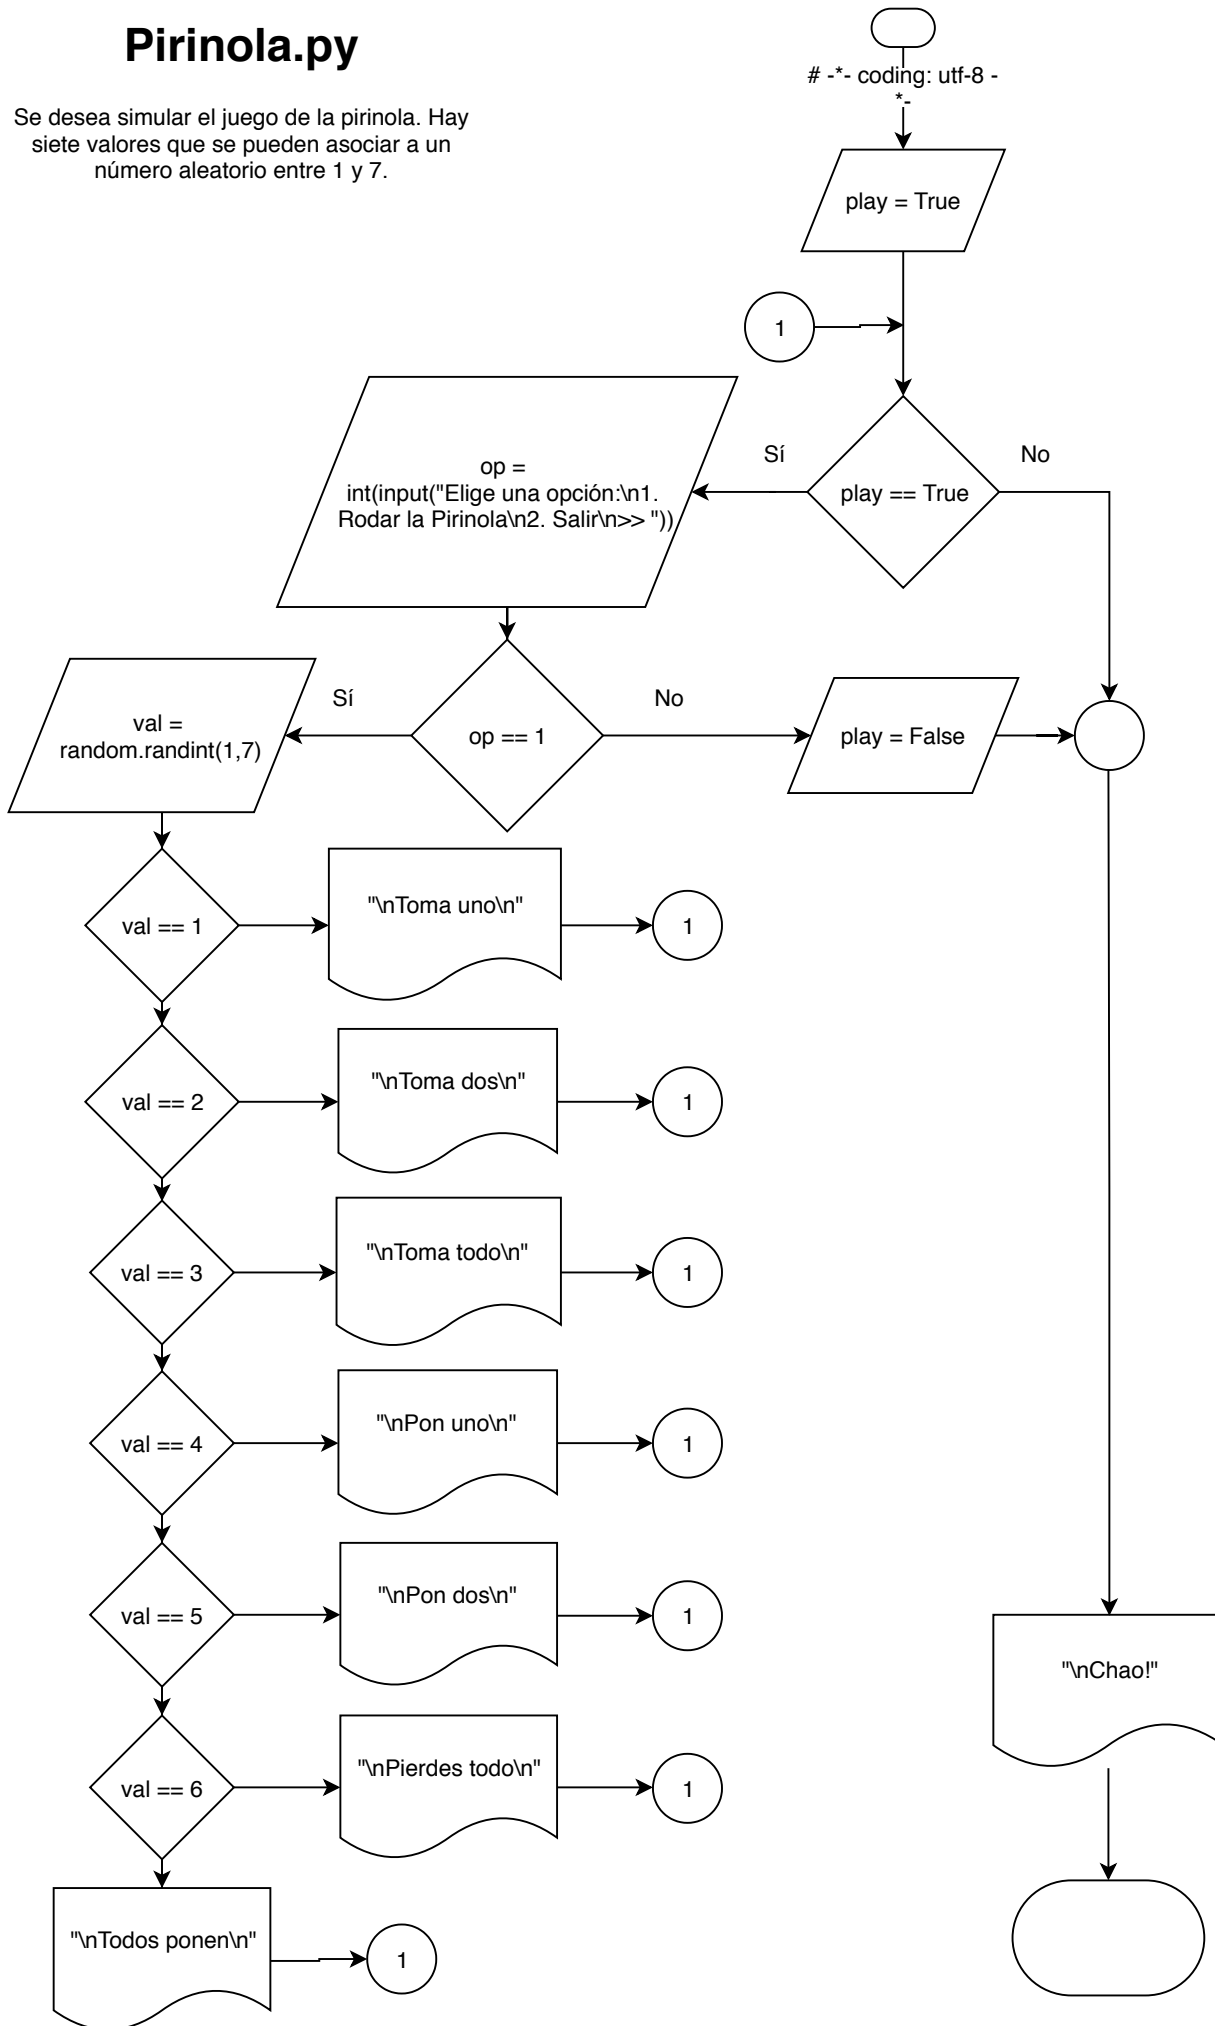 Pirinola.py
Se desea simular el juego de la pirinola. Hay
siete valores que se pueden asociar a un
número aleatorio entre 1 y 7.
# -*- coding: utf-8 -
*-
play = True
1
play == True
Sí
No
op =
int(input("Elige una opción:\n1.
Rodar la Pirinola\n2. Salir\n>> "))
op == 1
Sí
No
val =
random.randint(1,7)
play = False
val == 1
"\nToma uno\n"
1
val == 2
"\nToma dos\n"
1
val == 3
"\nToma todo\n"
1
val == 4
"\nPon uno\n"
1
val == 5
"\nPon dos\n"
1
val == 6
"\nPierdes todo\n"
1
"\nTodos ponen\n"
1
"\nChao!"